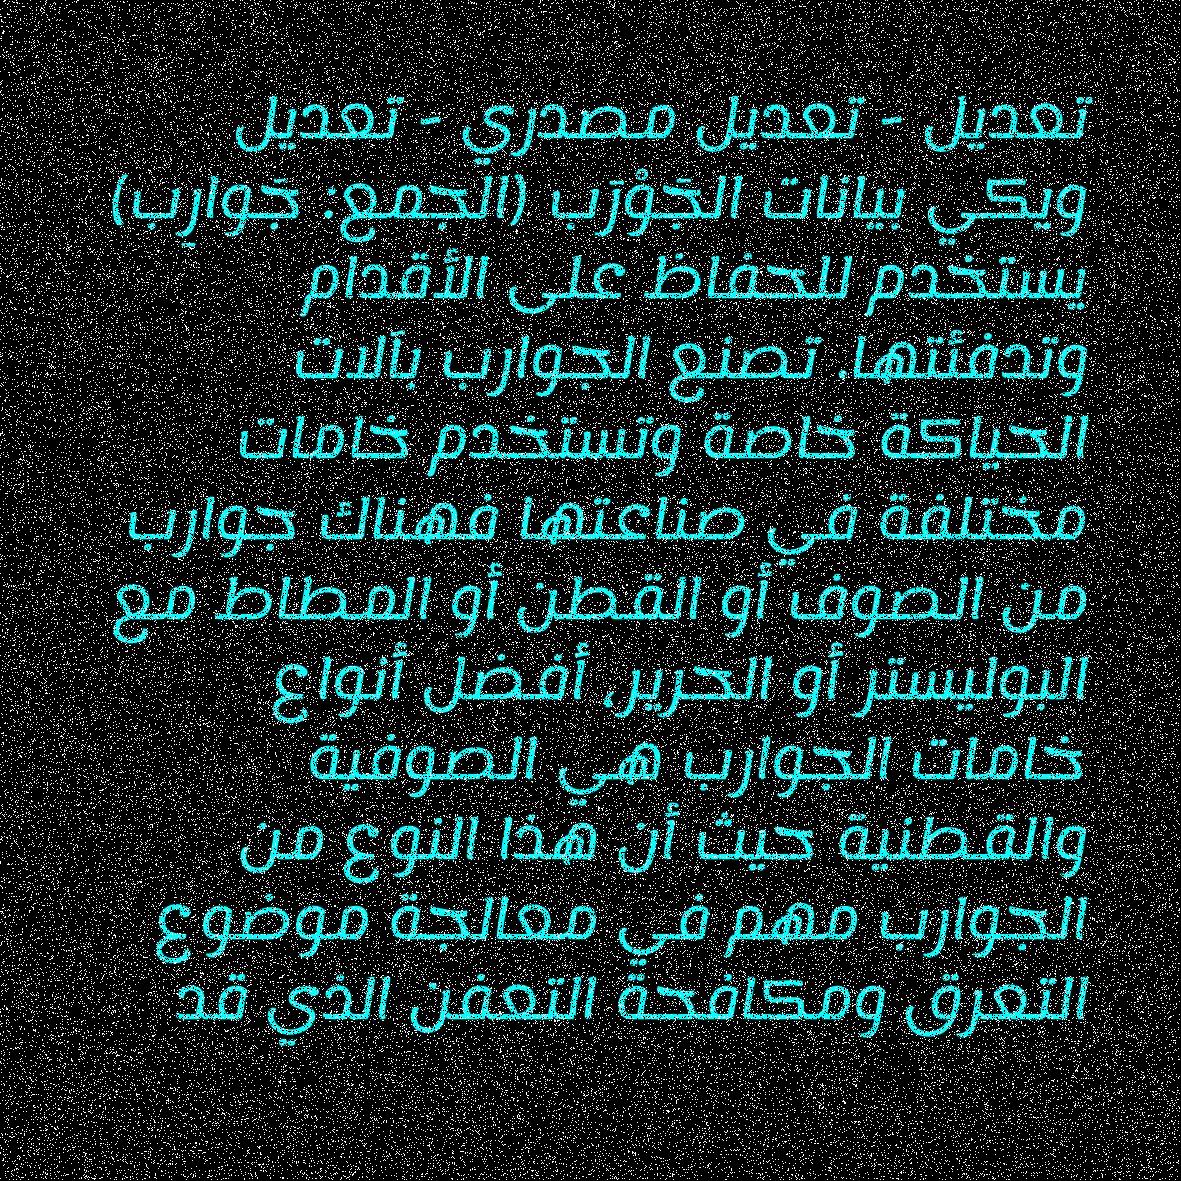 تعديل - تعديل مصدري - تعديل
ويكي بيانات الجَوْرَب (الجمع: جَوارِب)
يستخدم للحفاظ على الأقدام
وتدفئتها. تصنع الجوارب بآلات
الحياكة خاصة وتستخدم خامات
مختلفة في صناعتها فهناك جوارب
من الصوف أو القطن أو المطاط مع
البوليستر أو الحرير، أفضل أنواع
خامات الجوارب هي الصوفية
والقطنية حيث أن هذا النوع من
الجوارب مهم في معالجة موضوع
التعرق ومكافحة التعفن الذي قد